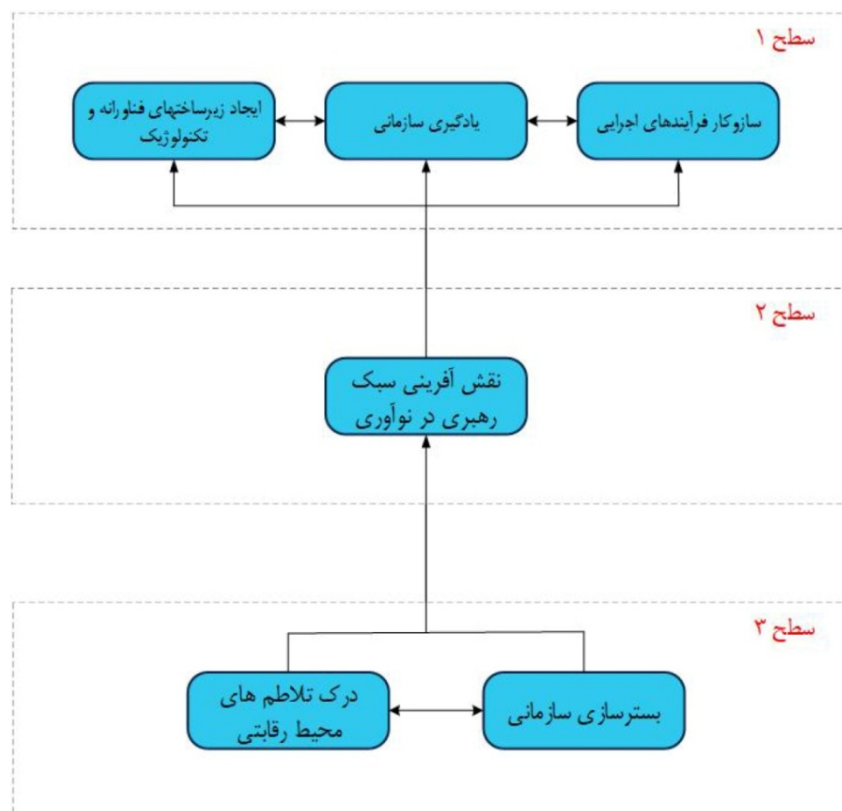 سطح ۱
سازوکار فرآیندهای اجرایی
یادگیری سازمانی
ایجاد زیرساختهای فناورانه و
تکنولوژیک
سطح ۲
نقش آفرینی سبک
رهبری در نوآوری
سطح ۳
بسترسازی سازمانی
درک تلاطم های
محیط رقابتی